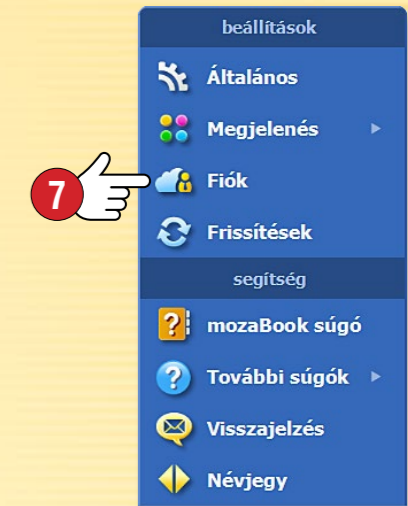 beállítások
Általános
Megjelenés
7
Fiók
Frissítések
segítség
mozaBook súgó
További súgók
Visszajelzés
Névjegy